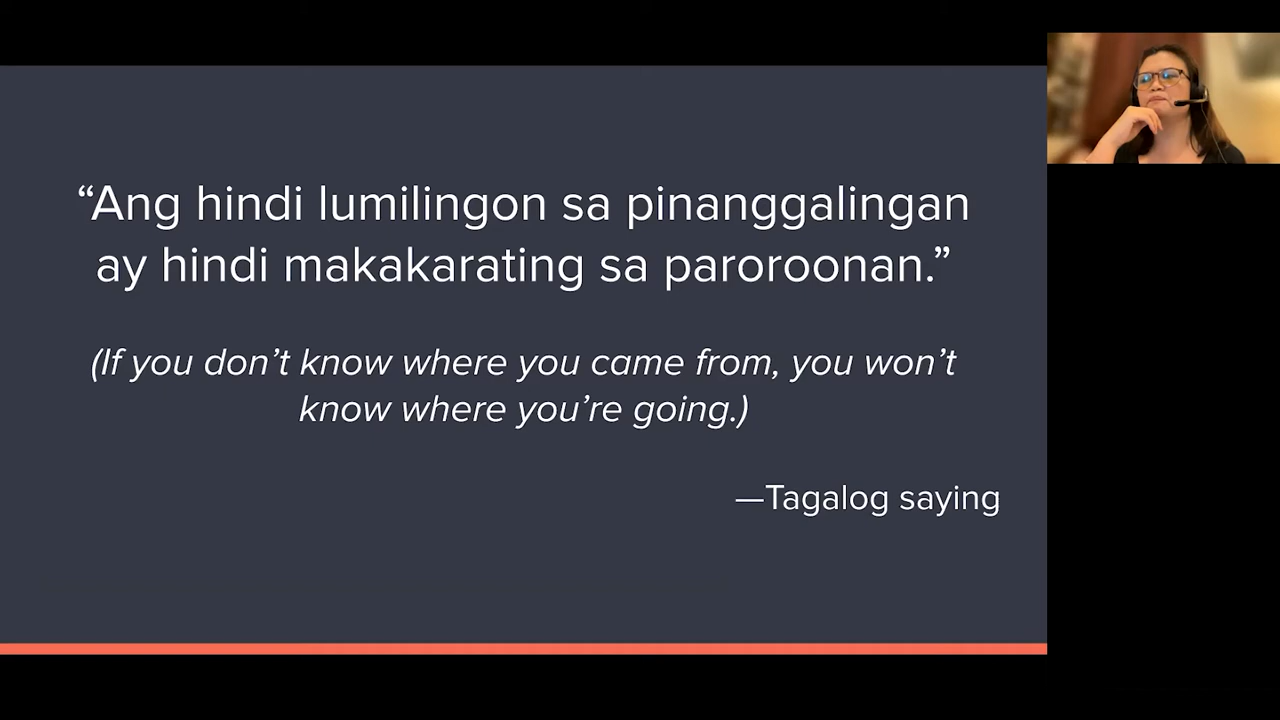 “Ang hindi lumilingon sa pinanggalingan
ay hindi makakarating sa paroroonan.”
(If you don’t know where you came from, you won’t
know where you’re going.)
—Tagalog saying